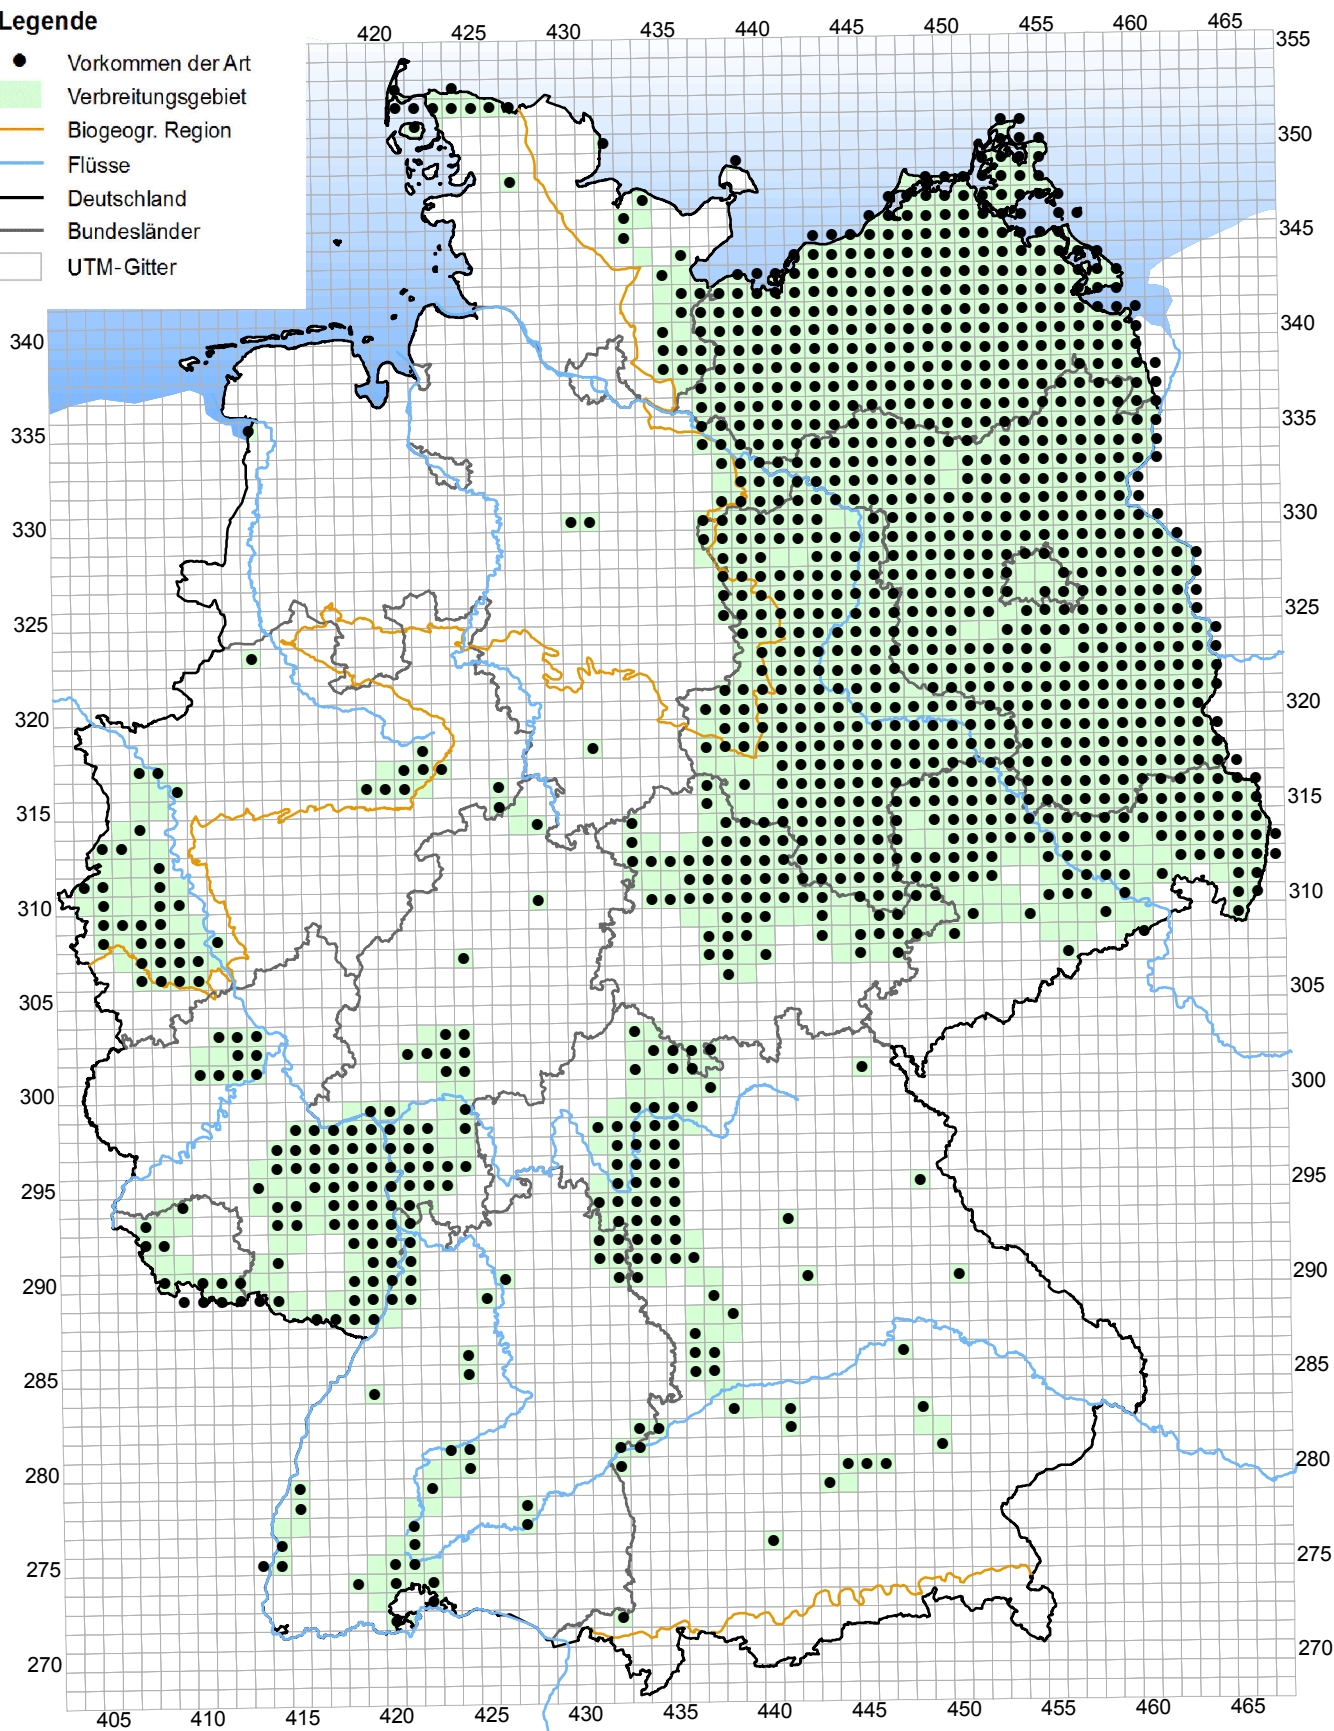 Legende
Vorkommen der Art
Verbreitungsgebiet
Biogeogr. Region
Flüsse
Deutschland
Bundesländer
UTM-Gitter
420 425 430 435 440 445 450 455 460 465
355
350
345
340 340
335 335
330 330
325 325
320 320
315 315
310 310
305 305
300 300
295 295
290 290
285 285
280 280
275 275
270 270
405 410 415 420 425 430 435 440 445 450 455 460 465